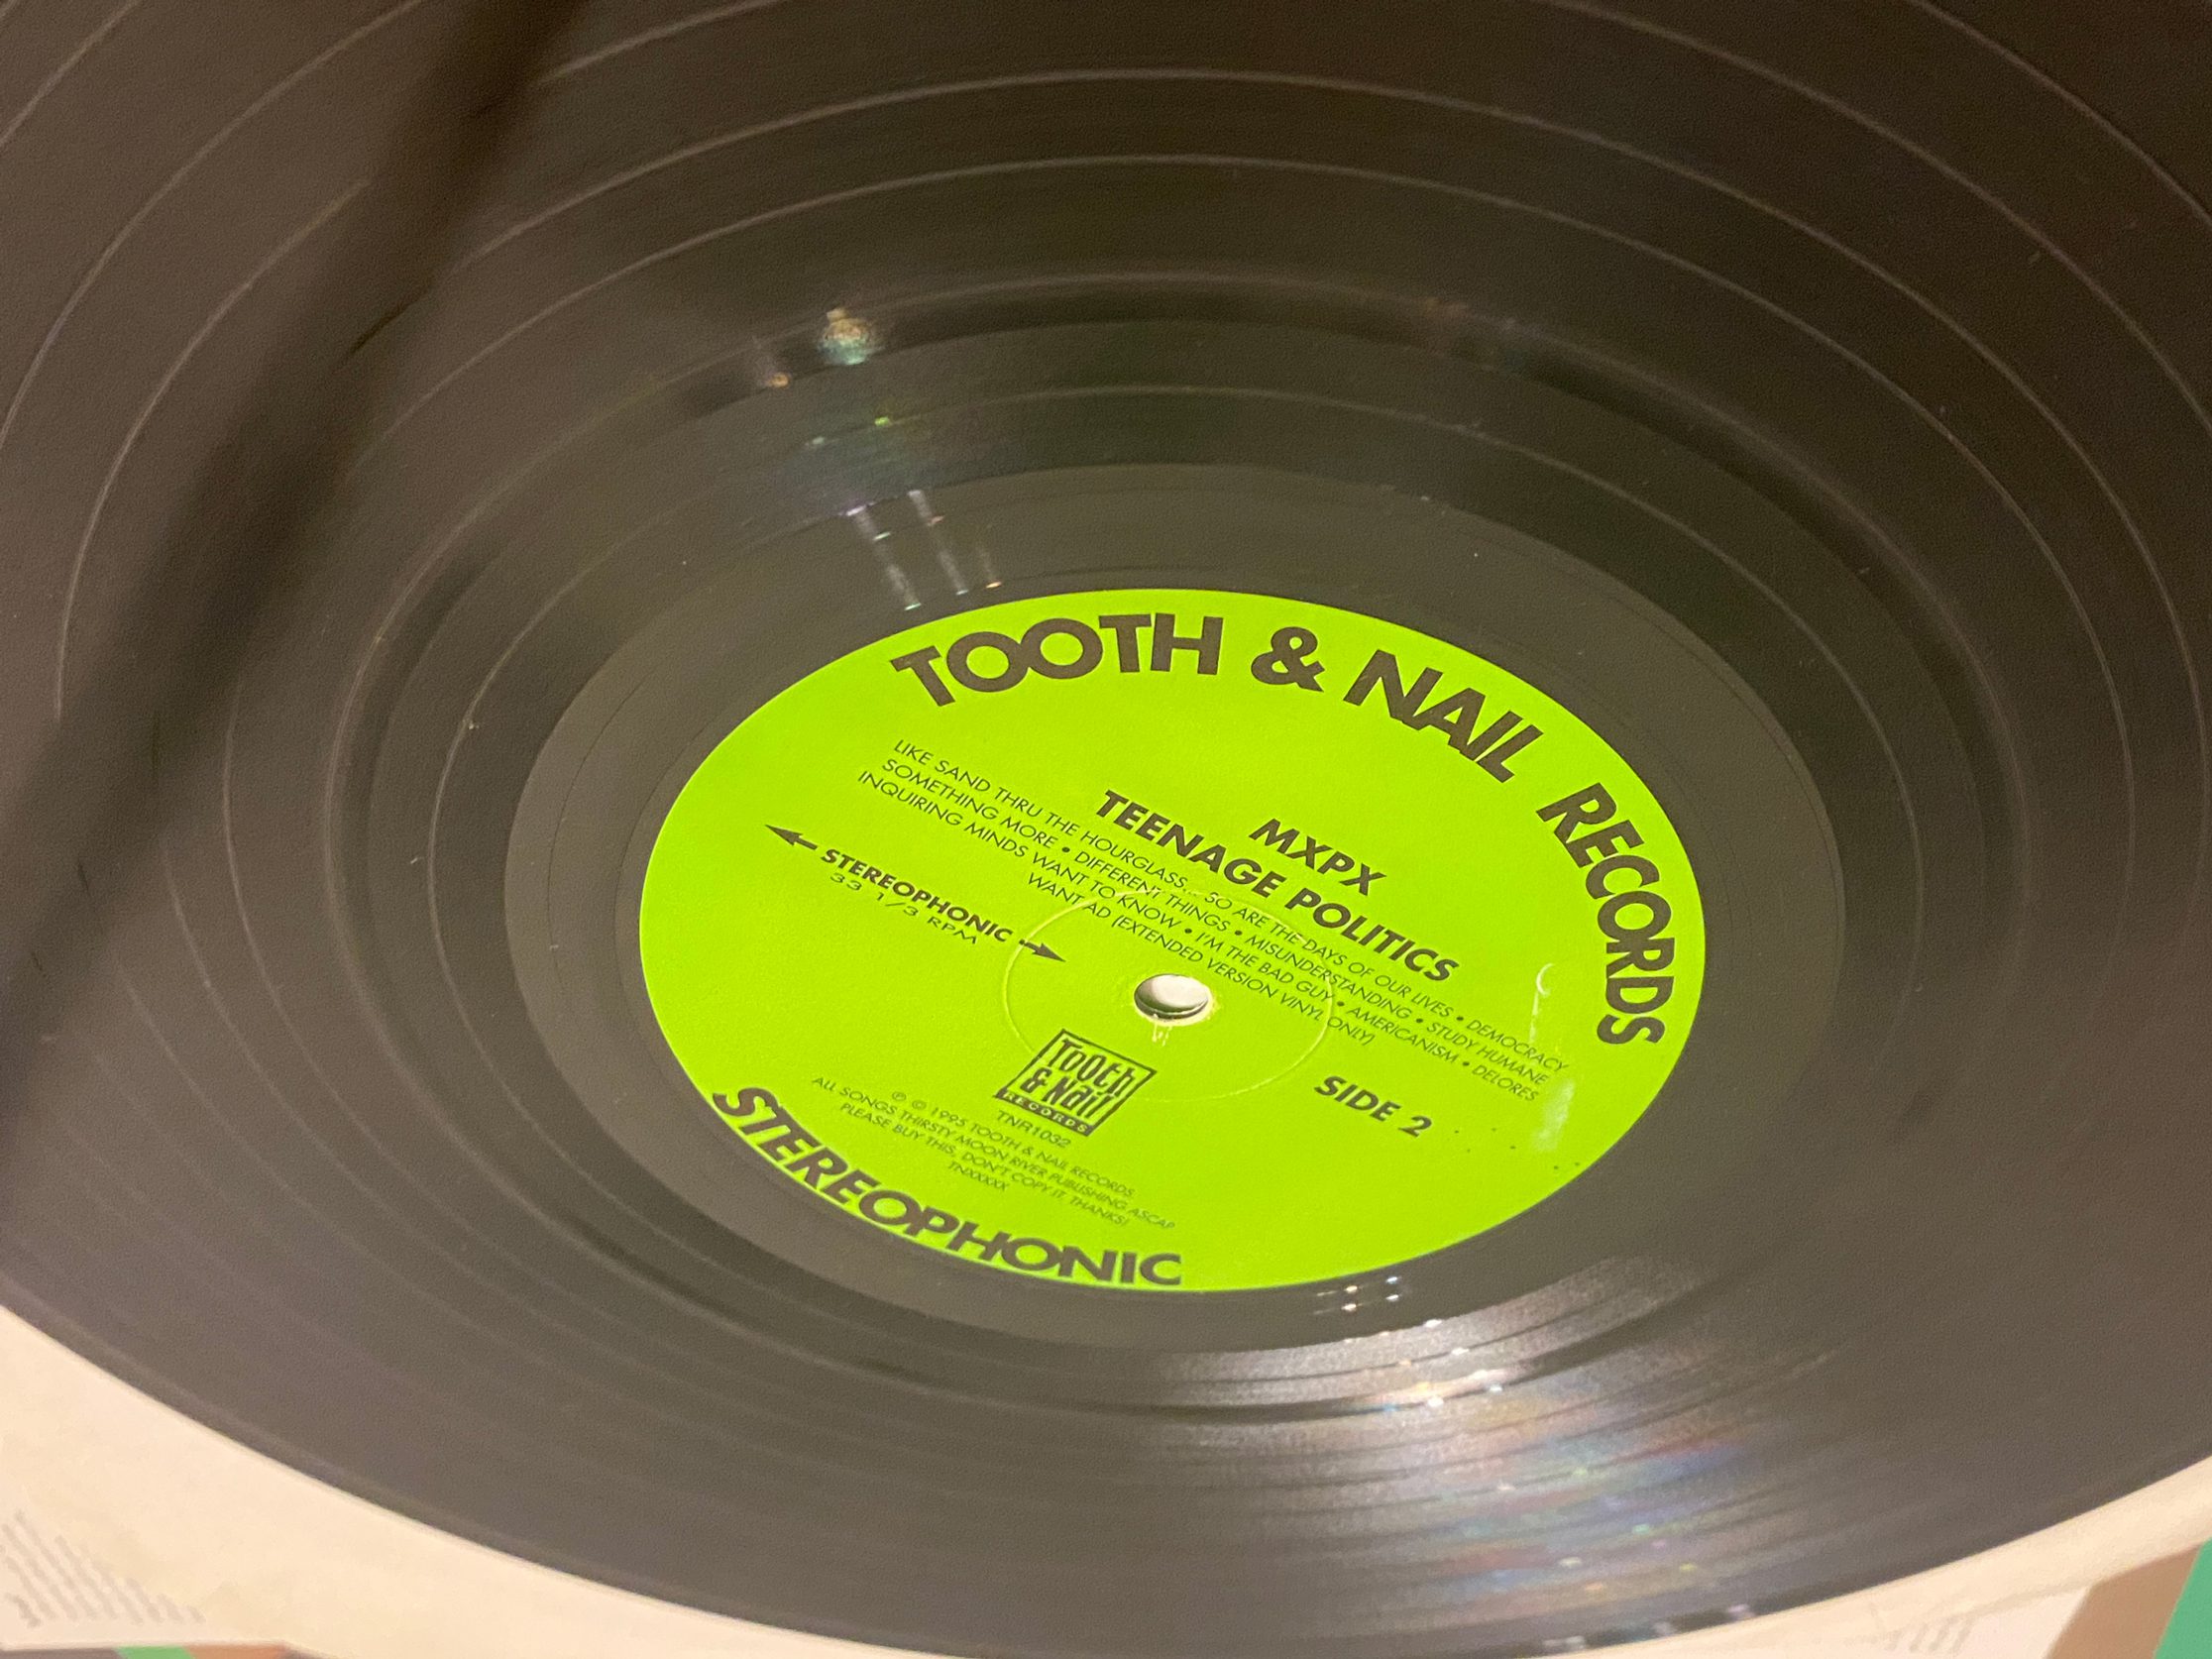 TOOTH & NAIL RECORDS
MXPX
TEENAGE POLITICS
LIKE SAND THRU THE HOURGLASS... SO ARE THE DAYS OF OUR LIVES • DEMOCRACY
SOMETHING MORE • DIFFERENT THINGS • MISUNDERSTANDING • STUDY HUMANE
INQUIRING MINDS WANT TO KNOW • I'M THE BAD GUY • AMERICANISM • DELORES
WANT AD (EXTENDED VERSION VINYL ONLY)
STEREOPHONIC
33 1/3 RPM
SIDE 2
Tooth
& Nail
RECORDS
TNR1032
℗ © 1995 TOOTH & NAIL RECORDS
ALL SONGS THIRSTY MOON RIVER PUBLISHING ASCAP
PLEASE BUY THIS, DON'T COPY IT. THANKS!
TNXXXXX
STEREOPHONIC